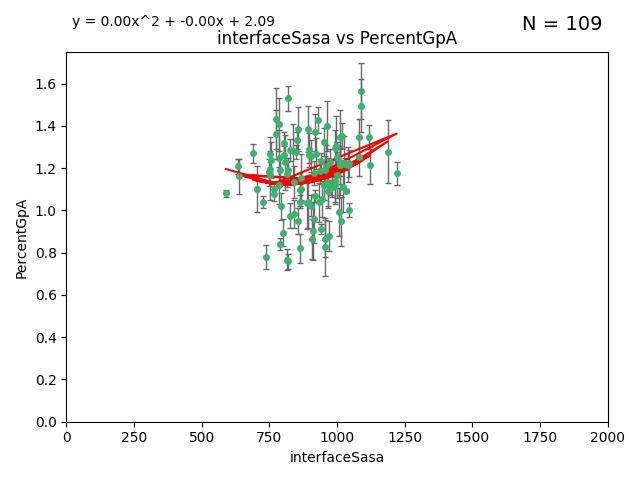 y = 0.00x^2 + -0.00x + 2.09
N = 109
interfaceSasa vs PercentGpA
PercentGpA
1.6
1.4
1.2
1.0
0.8
0.6
0.4
0.2
0.0
0 250 500 750 1000 1250 1500 1750 2000
interfaceSasa